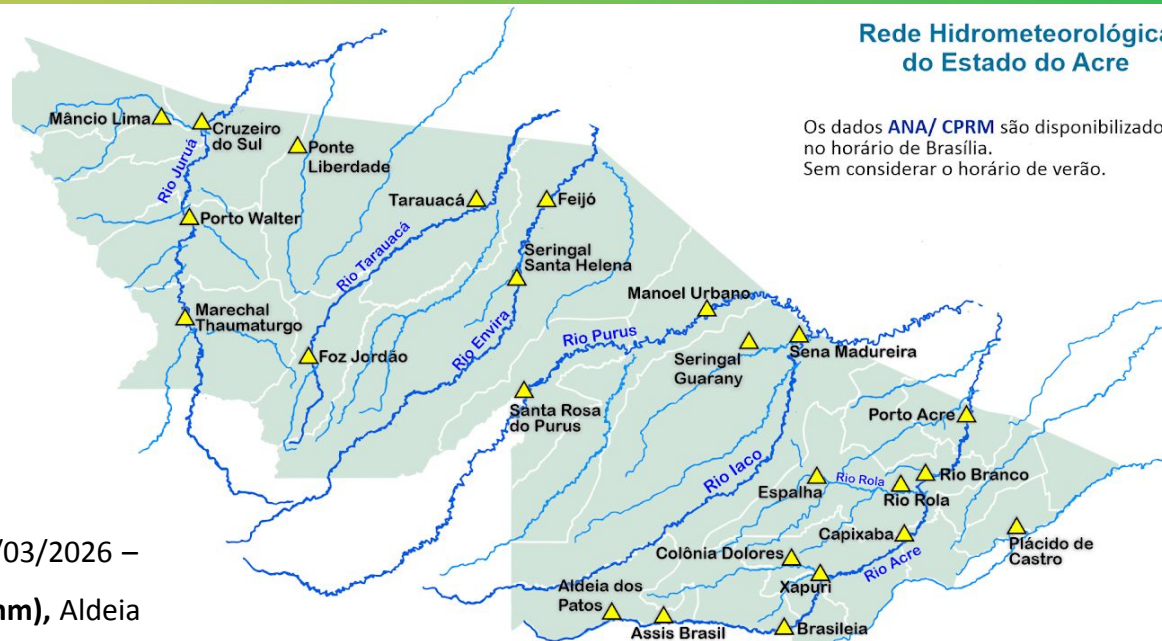 Rede Hidrometeorológica
do Estado do Acre
Os dados ANA/ CPRM são disponibilizado
no horário de Brasília.
Sem considerar o horário de verão.
Mâncio Lima
Cruzeiro
do Sul
Ponte
Liberdade
Rio Juruá
Porto Walter
Tarauacá
Feijó
Rio Tarauacá
Seringal
Santa Helena
Marechal
Thaumaturgo
Foz Jordão
Rio Envira
Manoel Urbano
Rio Purus
Seringal
Guarany
Sena Madureira
Santa Rosa
do Purus
Porto Acre
Rio Iaco
Espalha
Rio Rola
Rio Rola
Rio Branco
Capixaba
Plácido de
Castro
Colônia Dolores
Rio Acre
Xapuri
Aldeia dos
Patos
Assis Brasil
Brasileia
/03/2026 –
mm), Aldeia